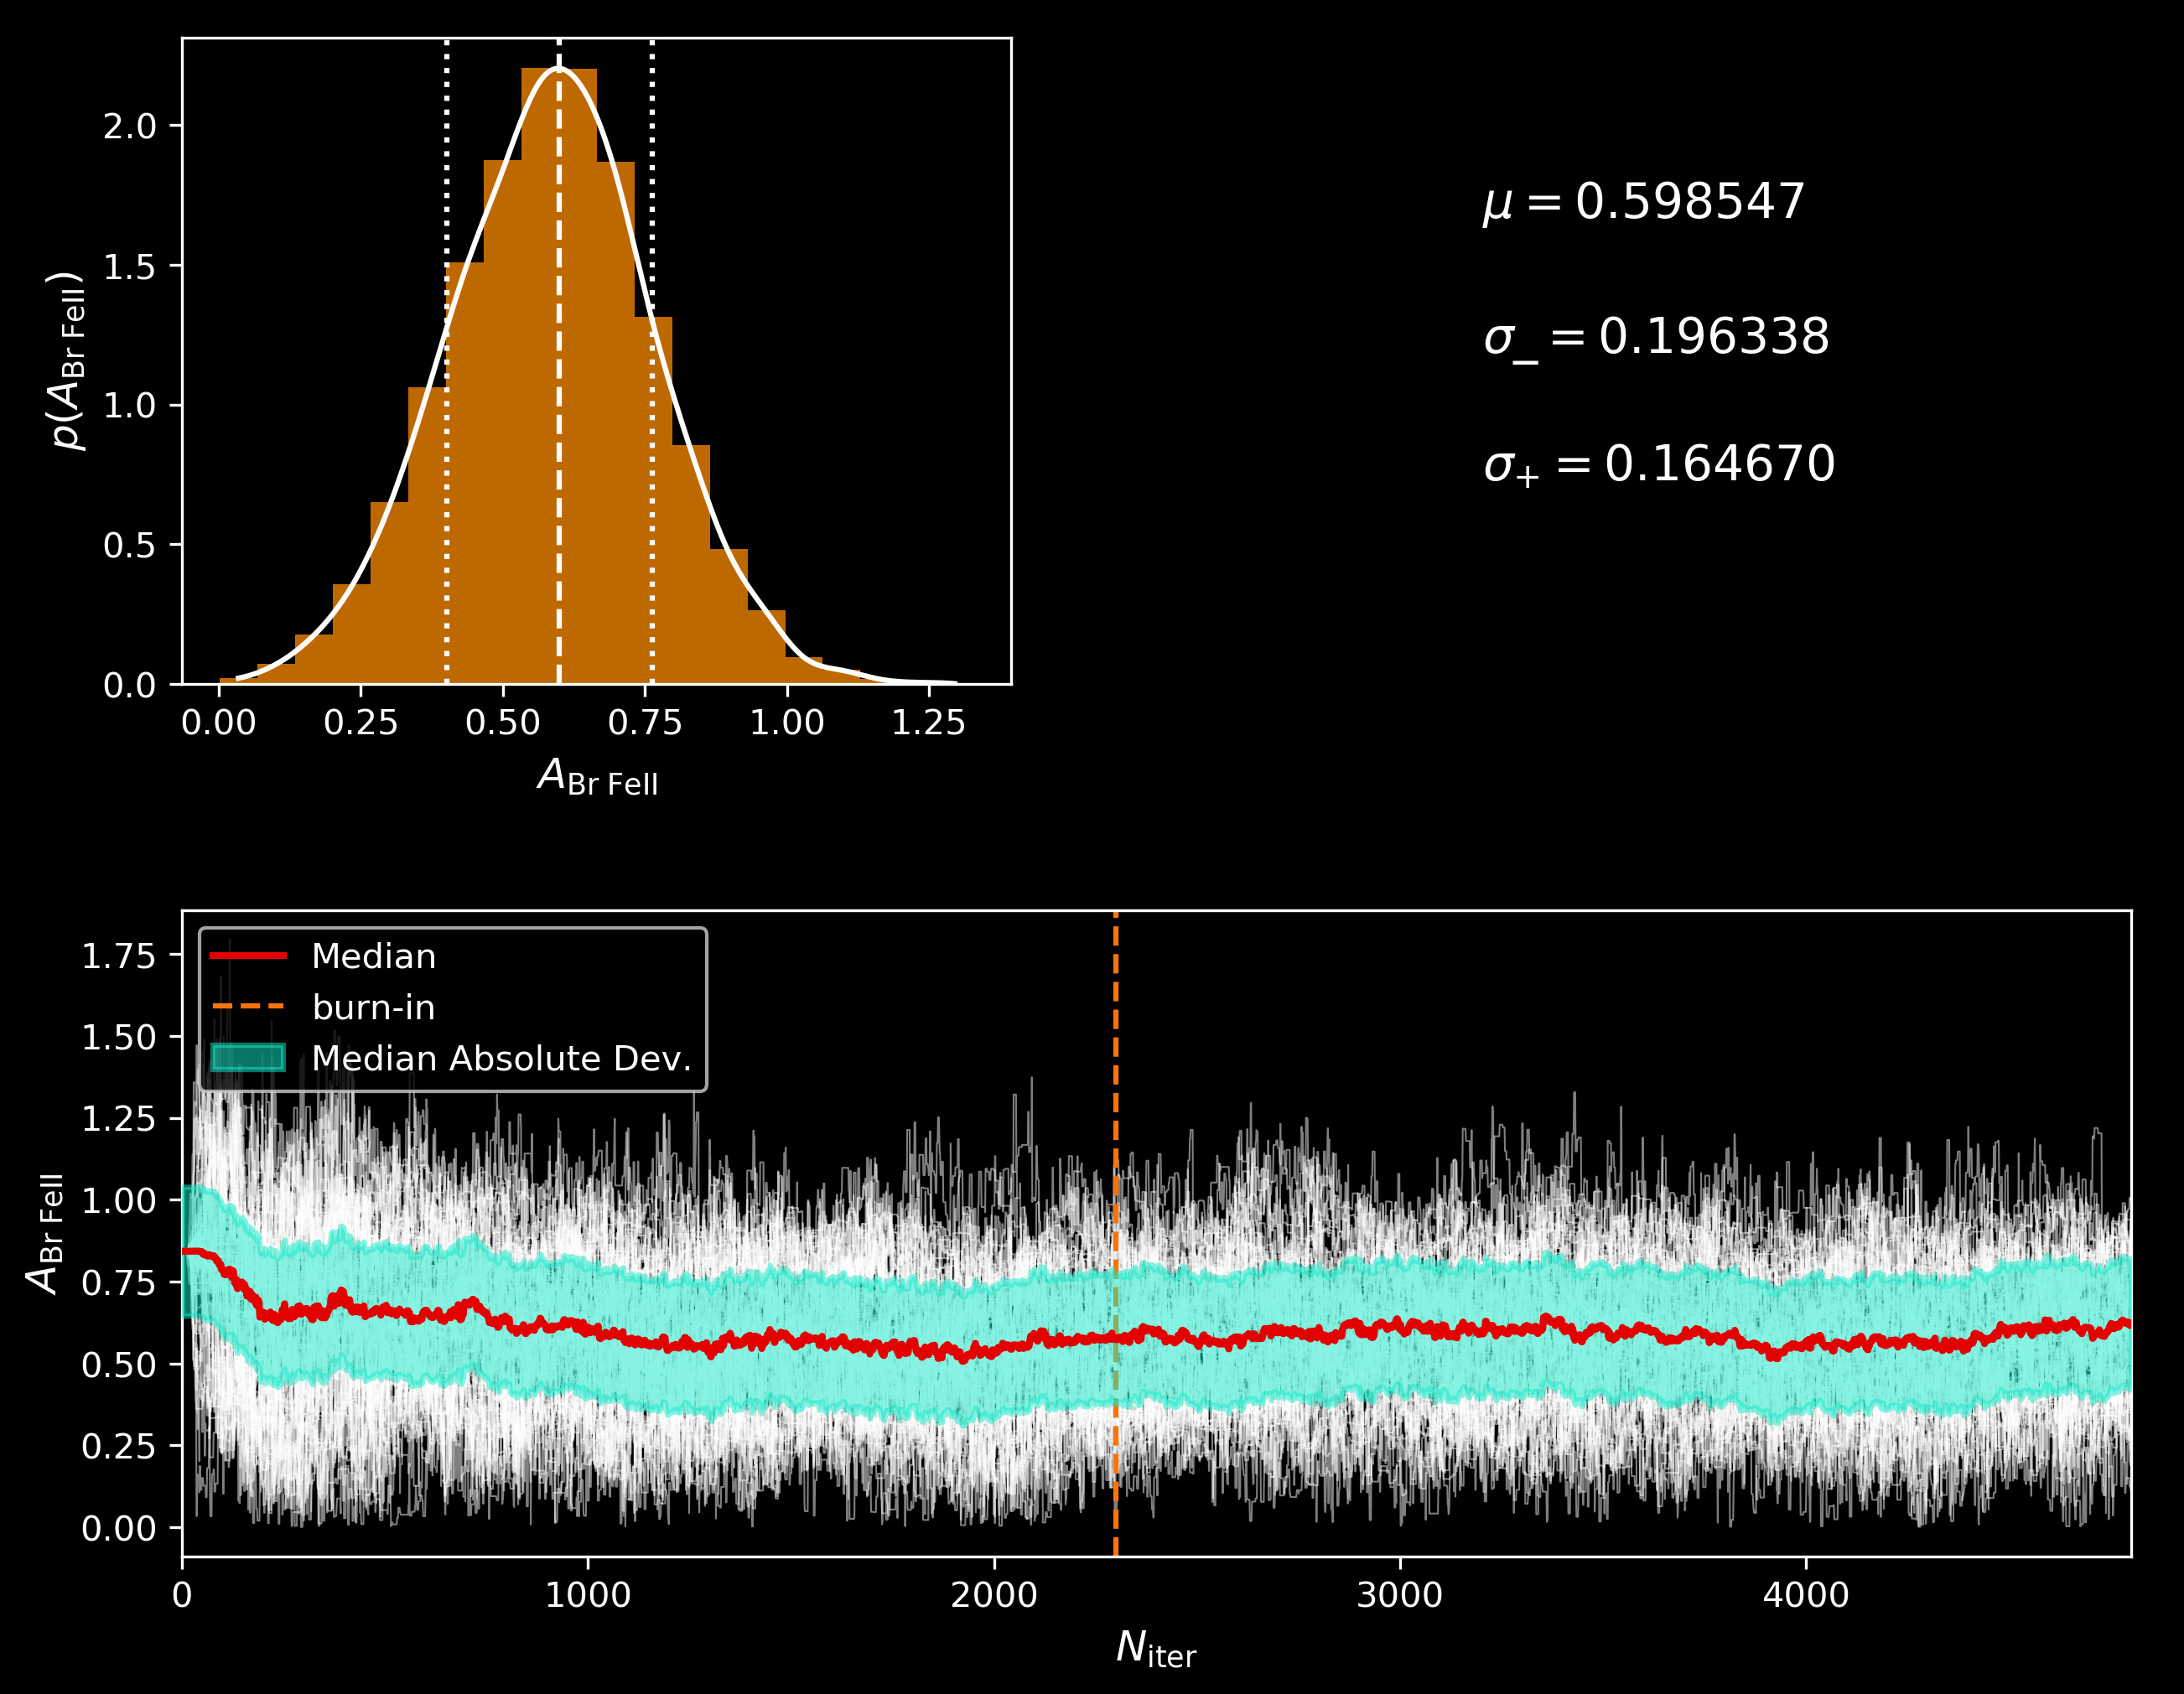 2.0
1.5
1.0
0.5
0.0
p(A_Br FeII)
0.00 0.25 0.50 0.75 1.00 1.25
A_Br FeII
μ = 0.598547
σ_− = 0.196338
σ_+ = 0.164670
1.75
1.50
1.25
1.00
0.75
0.50
0.25
0.00
A_Br FeII
Median
burn-in
Median Absolute Dev.
0 1000 2000 3000 4000
N_iter